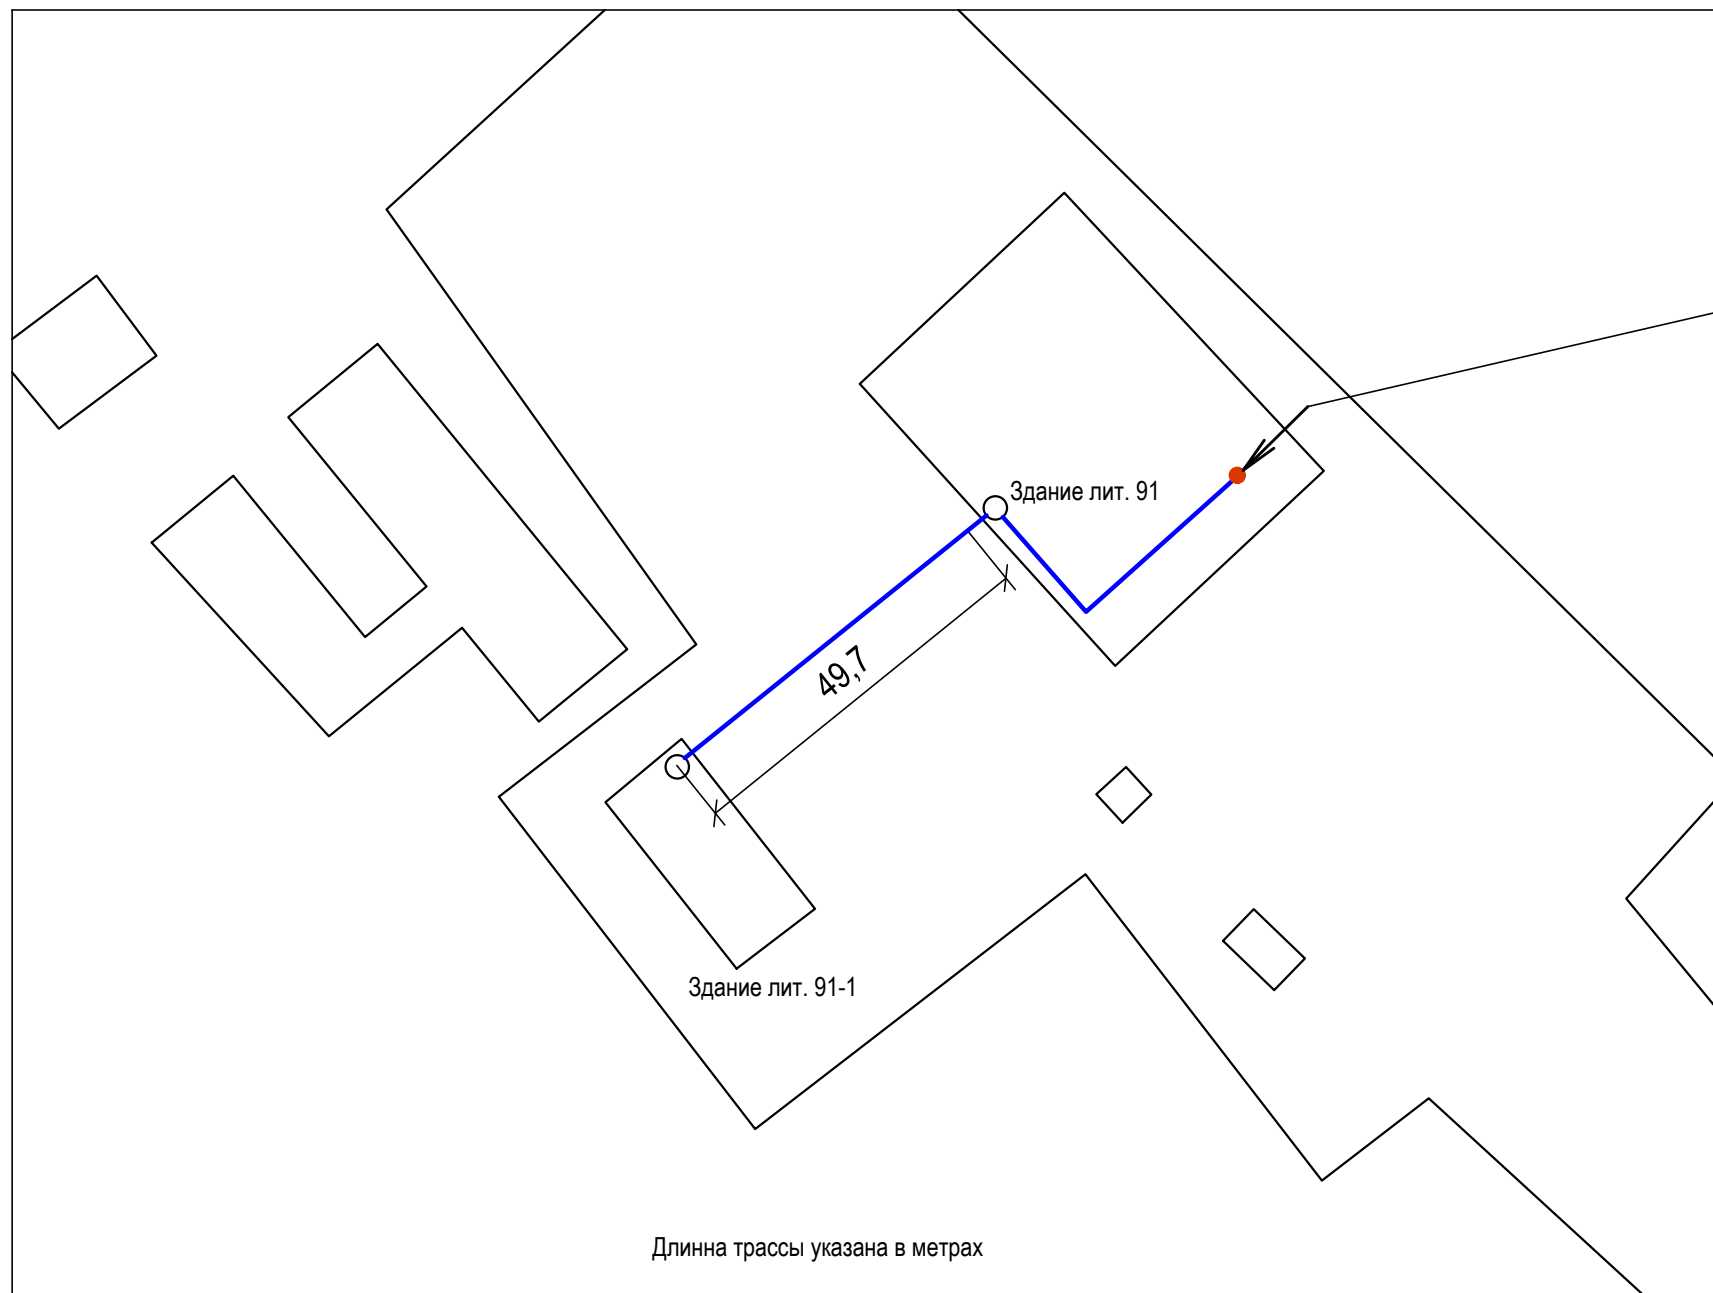 Здание лит. 91
49,7
Здание лит. 91-1
Длинна трассы указана в метрах